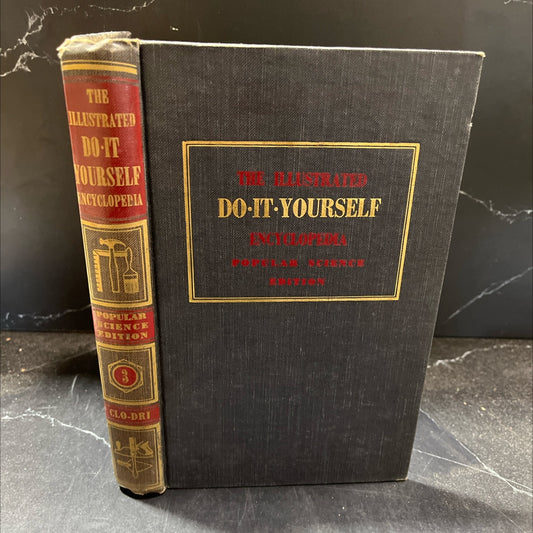 THE
ILLUSTRATED
DO·IT
YOURSELF
ENCYCLOPEDIA
POPULAR
SCIENCE
EDITION
3
CLO-DRI
THE ILLUSTRATED
DO·IT·YOURSELF
ENCYCLOPEDIA
POPULAR SCIENCE
EDITION